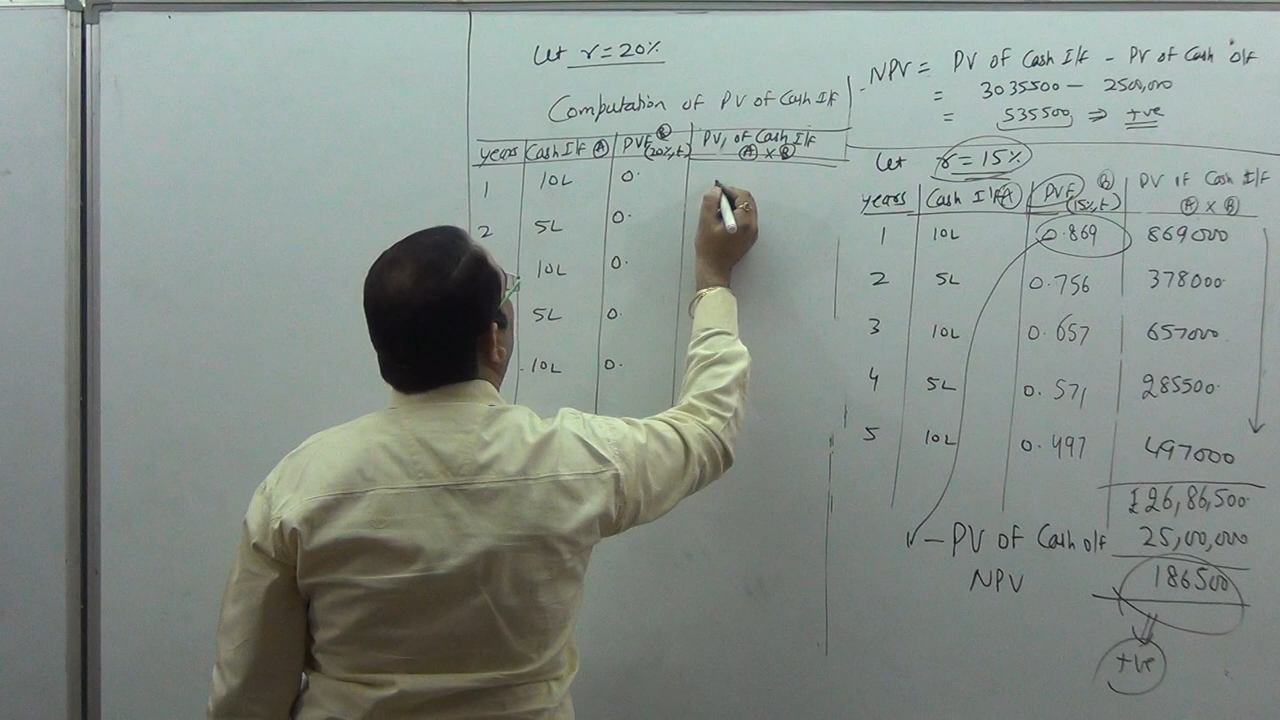 Let r = 20%
Computation of PV of Cash I/f
years Cash I/f (A) PVF (B) (20%, t) PV, of Cash I/f (A) x (B)
1 10L 0.
2 5L 0.
10L 0.
5L 0.
10L 0.
NPV = PV of Cash I/f - PV of Cash o/f
= 3035500 - 2500,000
= 535500 ⇒ +ve
Let r = 15%
years Cash I/f (A) PVF (B) (15%, t) PV of Cash I/f (A) x (B)
1 10L 0.869 869000
2 5L 0.756 378000
3 10L 0.657 657000
4 5L 0.571 285500
5 10L 0.497 497000
26,86,500
- PV of Cash o/f 25,00,000
NPV 186500
+ve